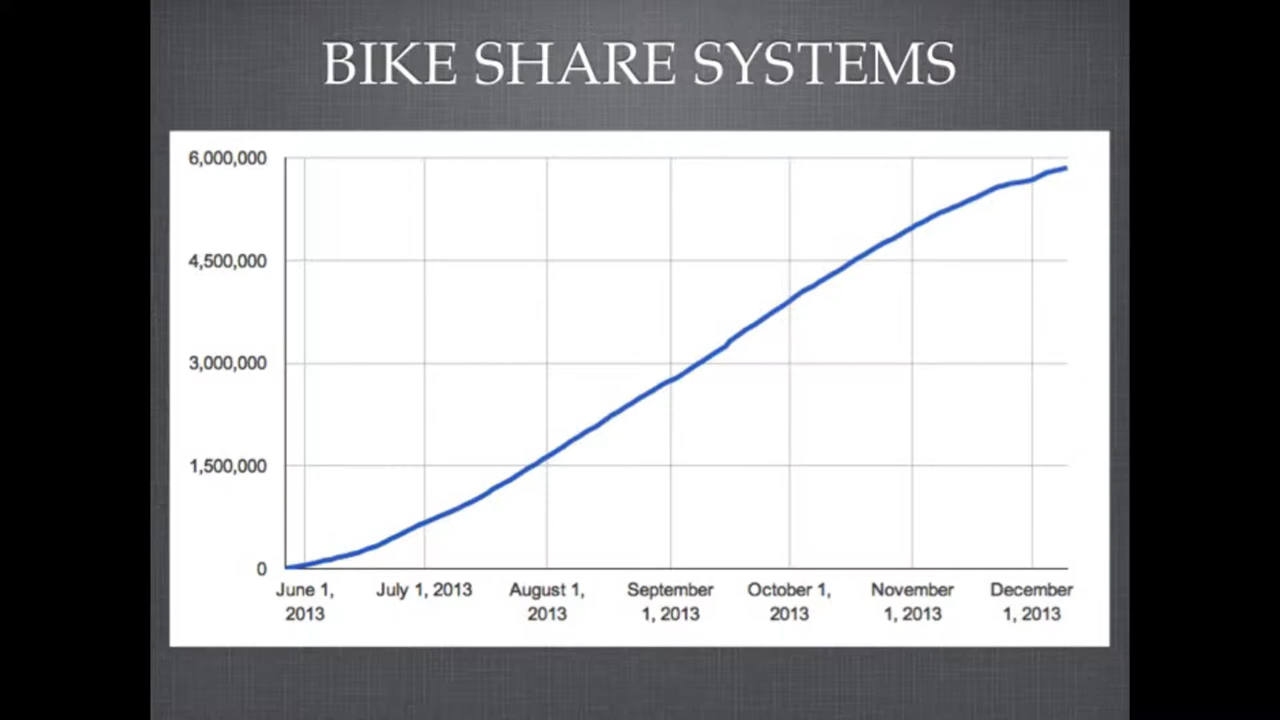 BIKE SHARE SYSTEMS
6,000,000
4,500,000
3,000,000
1,500,000
0
June 1,
2013
July 1, 2013
August 1,
2013
September
1, 2013
October 1,
2013
November
1, 2013
December
1, 2013